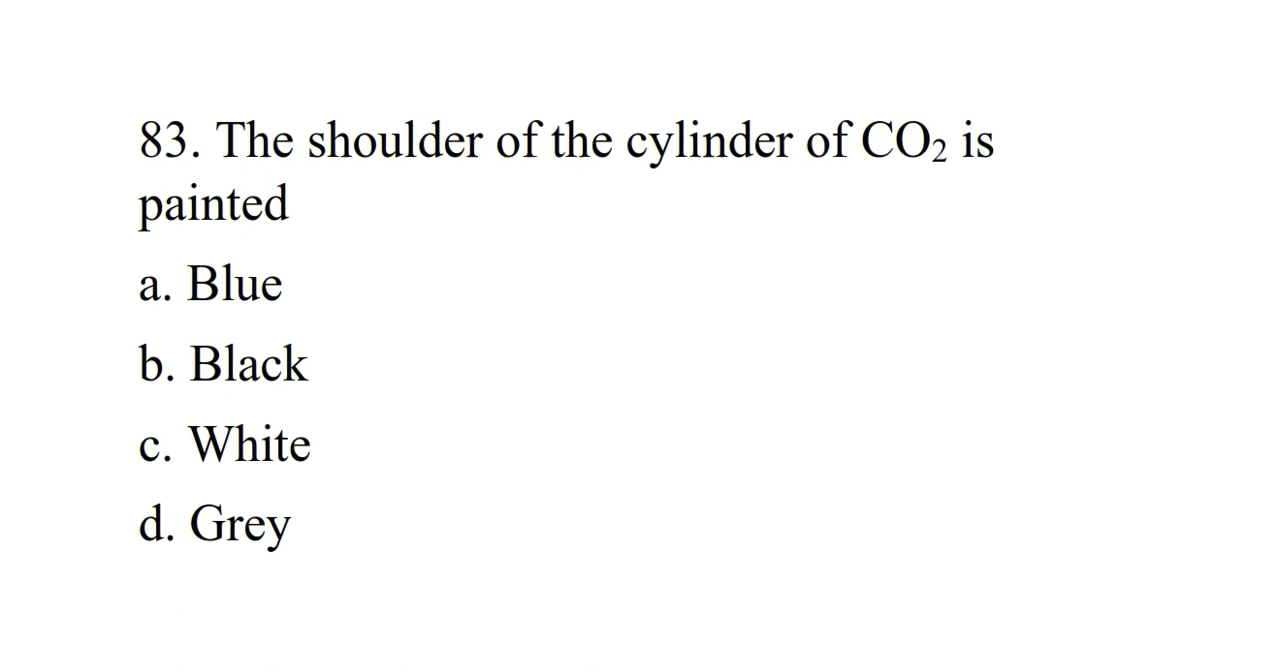 83. The shoulder of the cylinder of CO₂ is
painted
a. Blue
b. Black
c. White
d. Grey